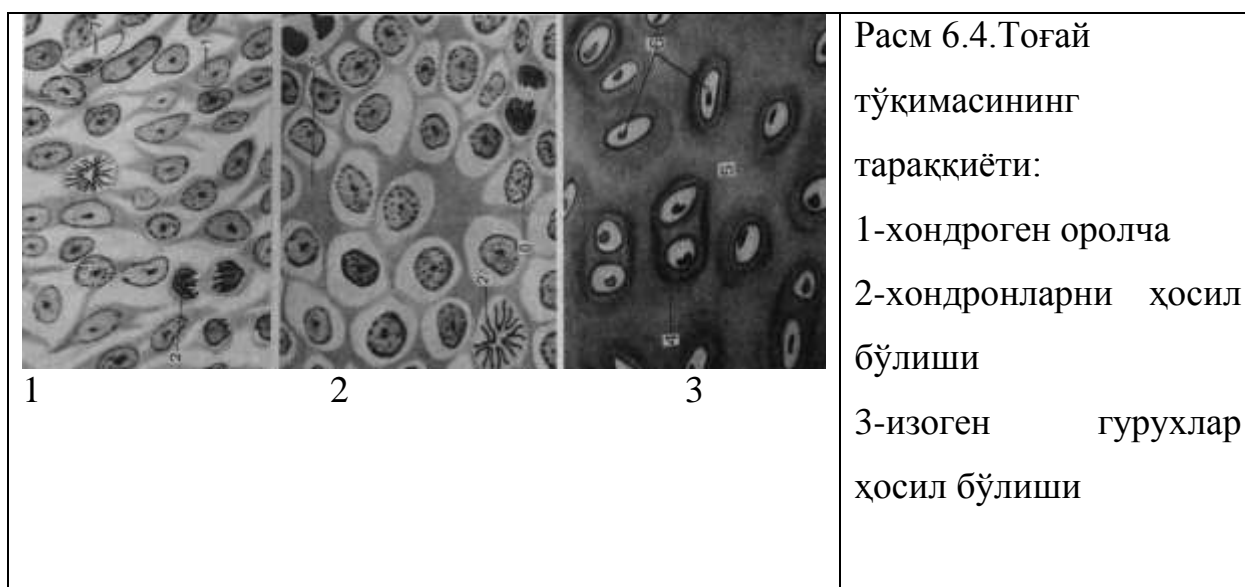 1 2 3
Расм 6.4.Тоғай
тўқимасининг
тараққиёти:
1-хондроген оролча
2-хондронларни ҳосил
бўлиши
3-изоген гурухлар
ҳосил бўлиши